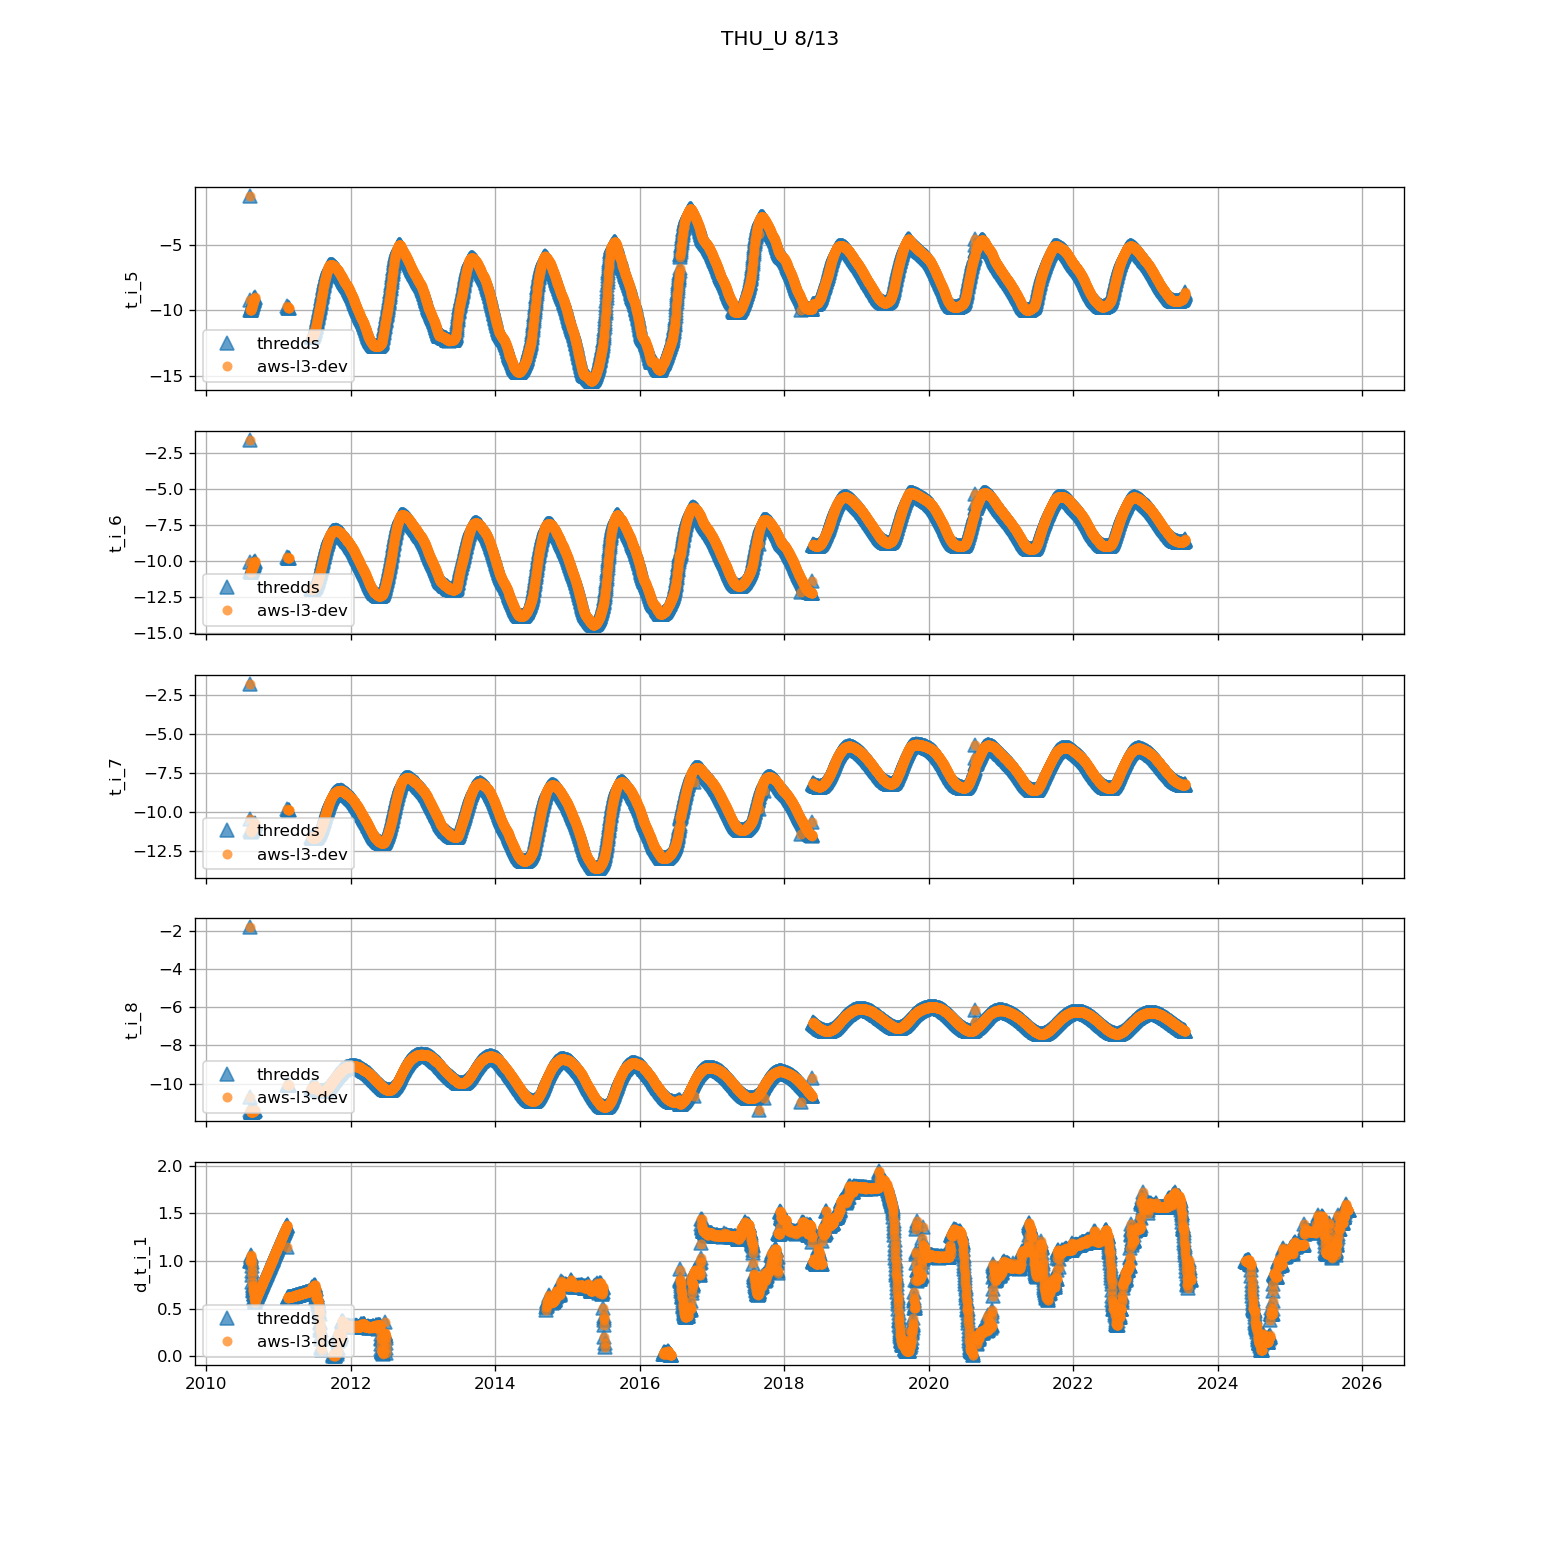 THU_U 8/13
t_i_5
−5
−10
−15
thredds
aws-l3-dev
t_i_6
−2.5
−5.0
−7.5
−10.0
−12.5
−15.0
thredds
aws-l3-dev
t_i_7
−2.5
−5.0
−7.5
−10.0
−12.5
thredds
aws-l3-dev
t_i_8
−2
−4
−6
−8
−10
thredds
aws-l3-dev
d_t_i_1
2.0
1.5
1.0
0.5
0.0
thredds
aws-l3-dev
2010 2012 2014 2016 2018 2020 2022 2024 2026